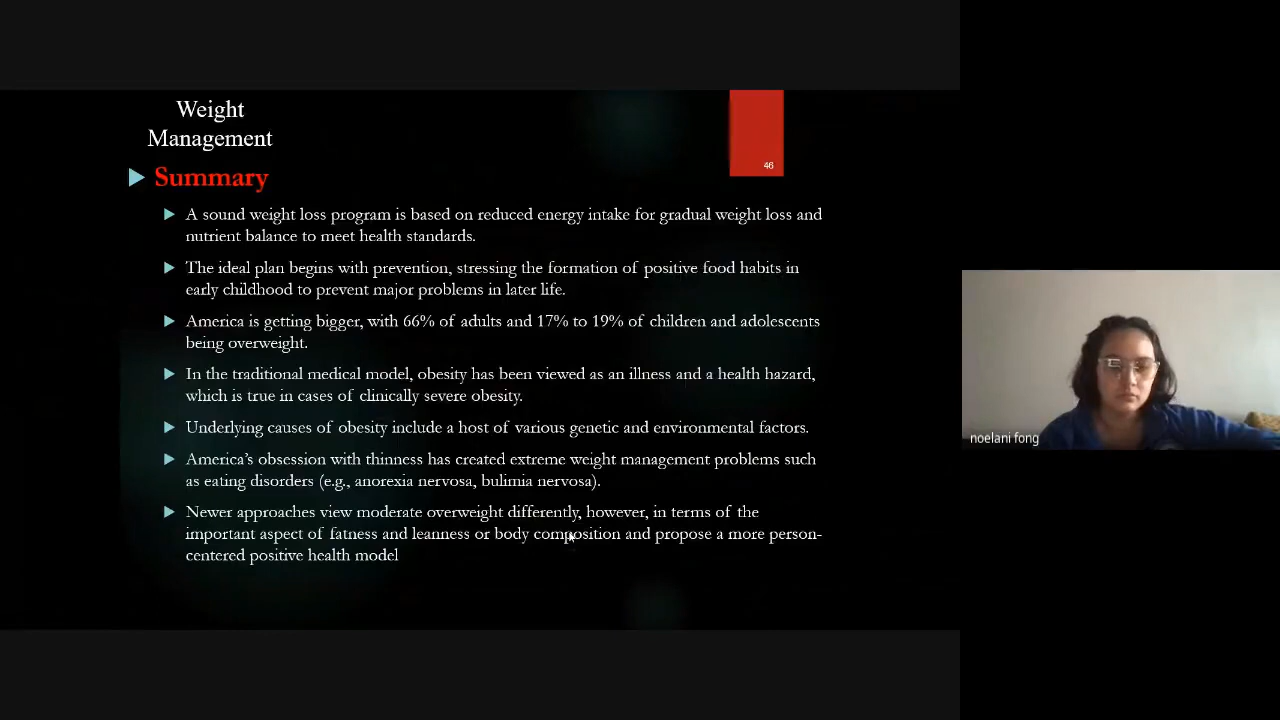 Weight
Management
46
Summary
A sound weight loss program is based on reduced energy intake for gradual weight loss and
nutrient balance to meet health standards.
The ideal plan begins with prevention, stressing the formation of positive food habits in
early childhood to prevent major problems in later life.
America is getting bigger, with 66% of adults and 17% to 19% of children and adolescents
being overweight.
In the traditional medical model, obesity has been viewed as an illness and a health hazard,
which is true in cases of clinically severe obesity.
Underlying causes of obesity include a host of various genetic and environmental factors.
America's obsession with thinness has created extreme weight management problems such
as eating disorders (e.g., anorexia nervosa, bulimia nervosa).
Newer approaches view moderate overweight differently, however, in terms of the
important aspect of fatness and leanness or body composition and propose a more person-
centered positive health model
noelani fong